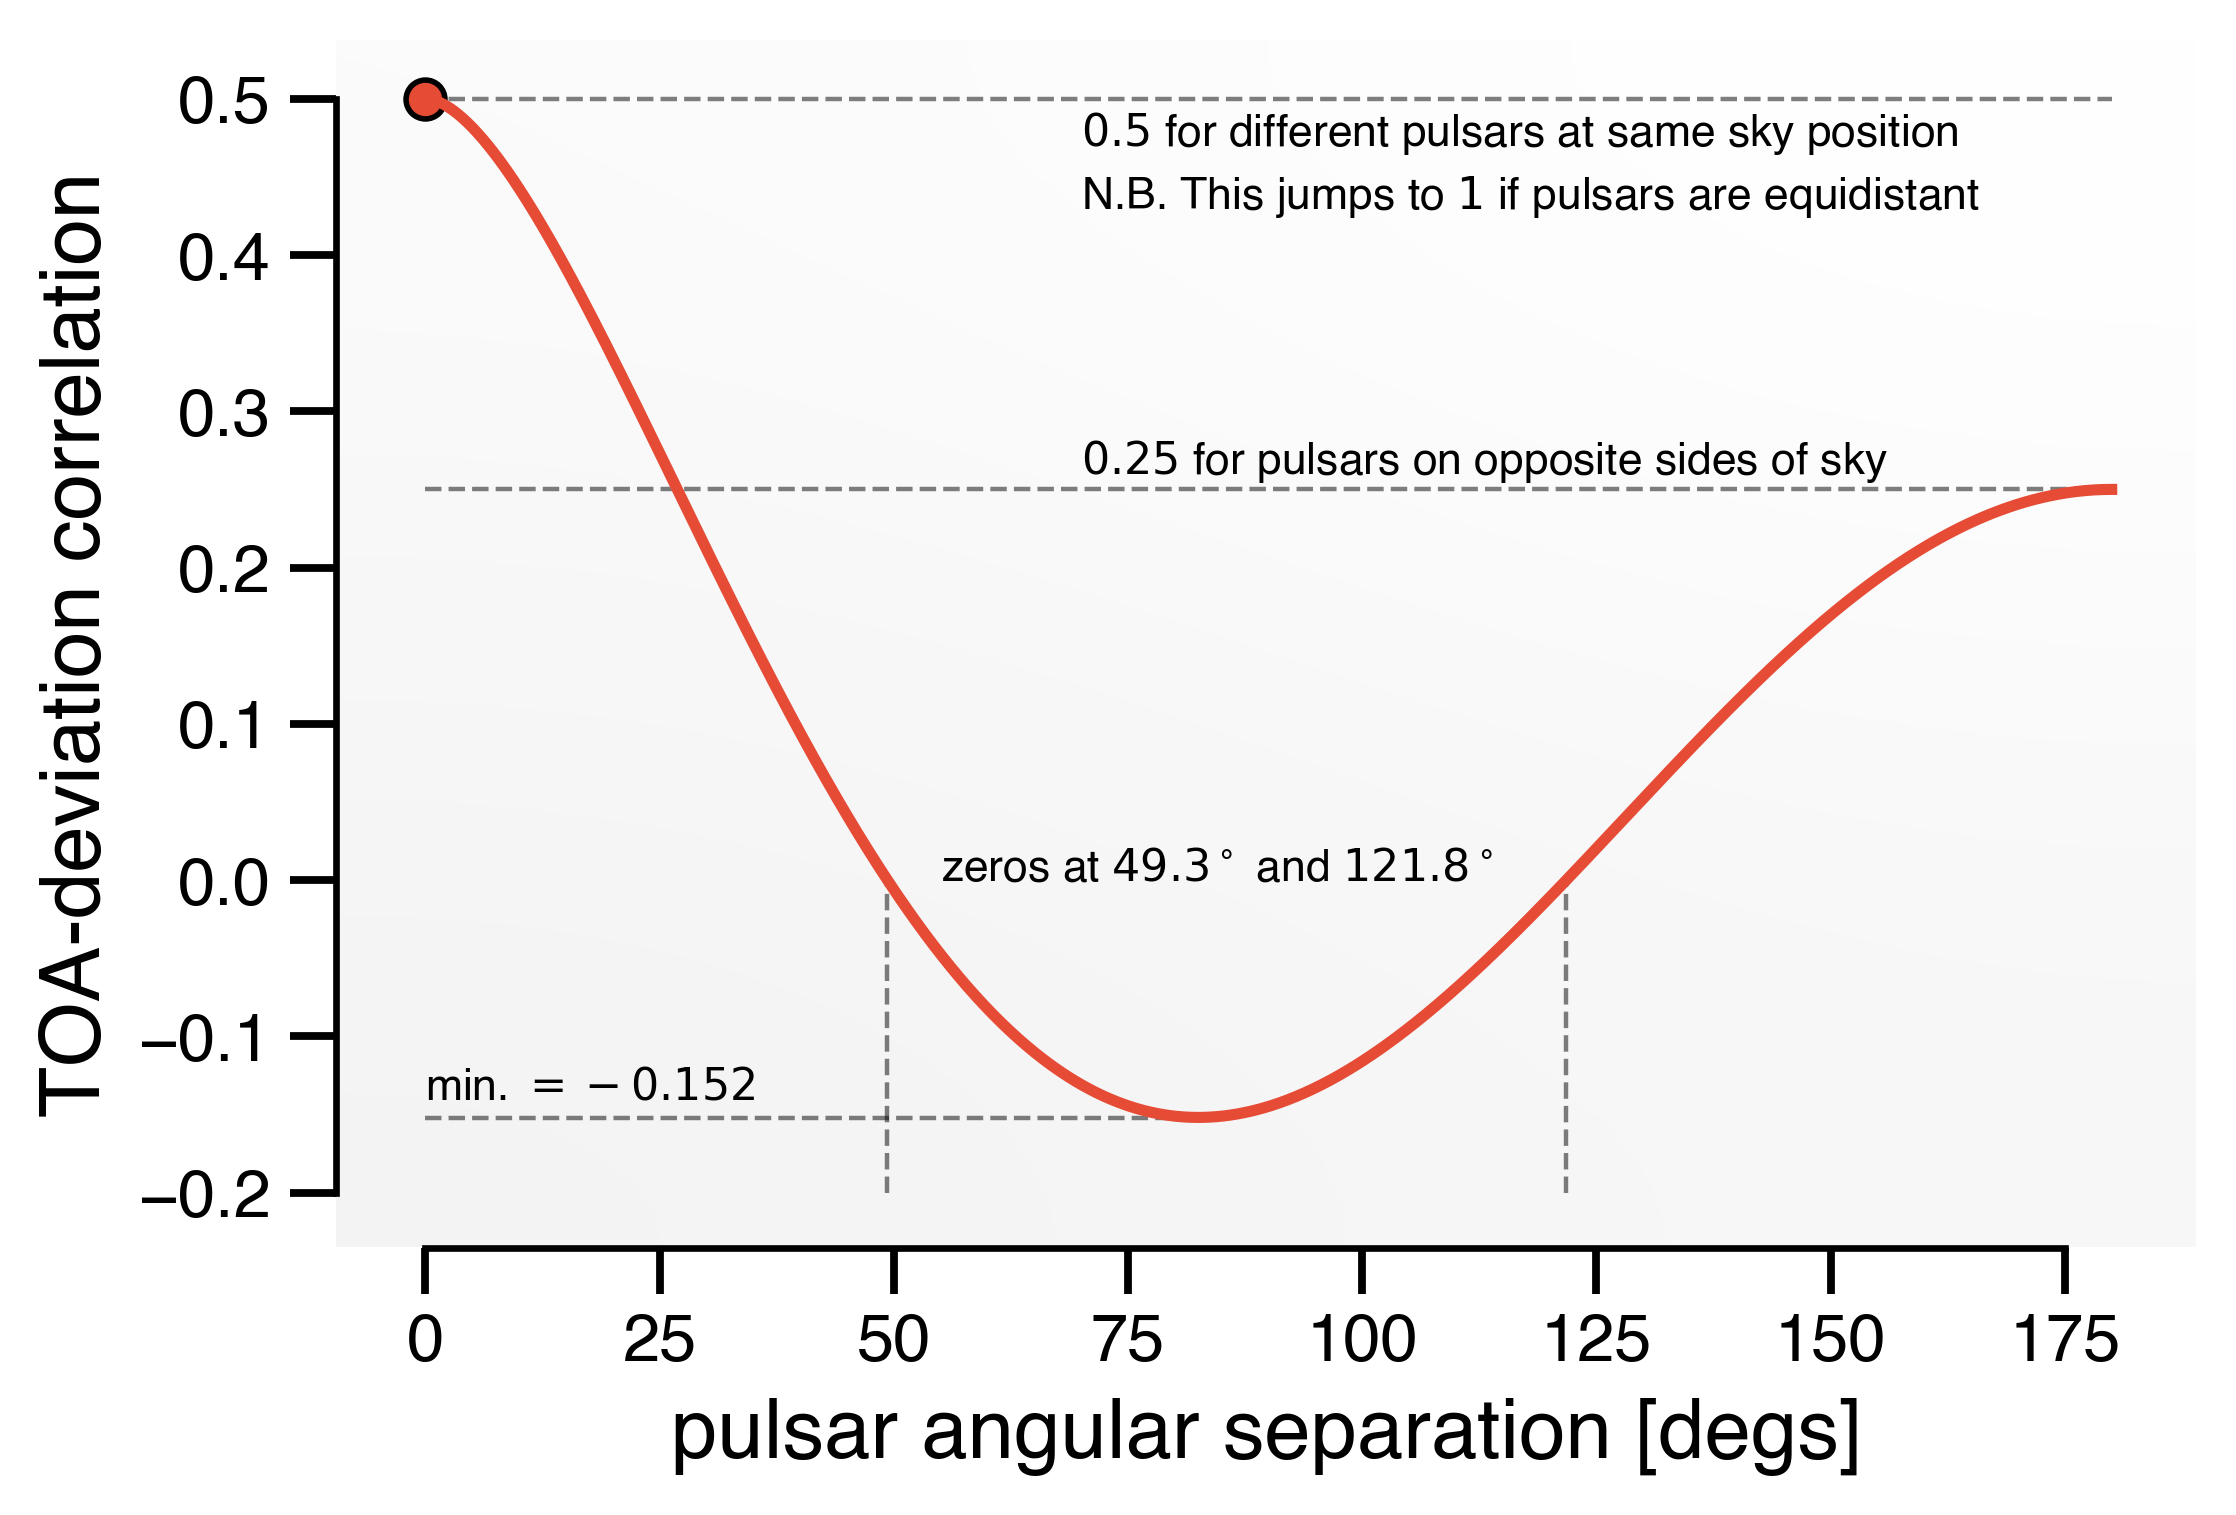 TOA-deviation correlation
0.5
0.4
0.3
0.2
0.1
0.0
−0.1
−0.2
0.5 for different pulsars at same sky position
N.B. This jumps to 1 if pulsars are equidistant
0.25 for pulsars on opposite sides of sky
zeros at 49.3° and 121.8°
min. = −0.152
0 25 50 75 100 125 150 175
pulsar angular separation [degs]